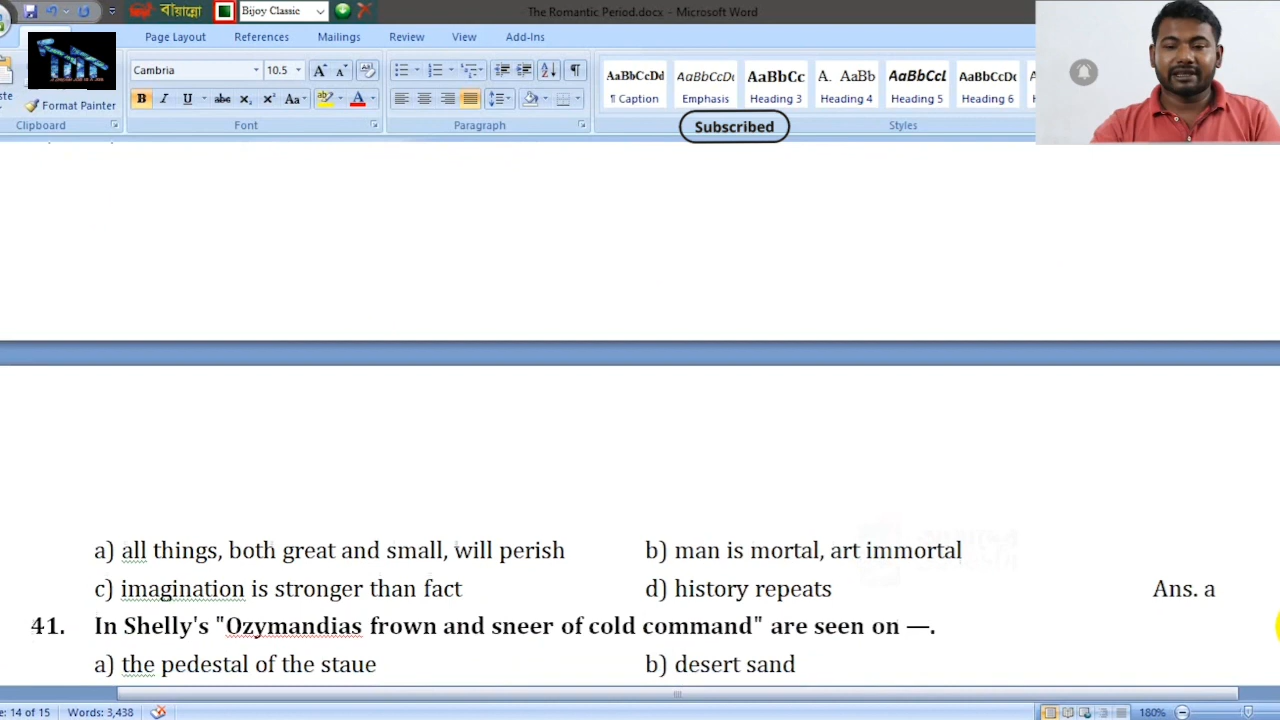 বাঁয়ান্নো Bijoy Classic The Romantic Period.docx - Microsoft Word
Page Layout References Mailings Review View Add-Ins
Cambria 10.5
AaBbCcDd AaBbCcDc AaBbCc A. AaBb AaBbCcL AaBbCcDc
Format Painter
¶ Caption Emphasis Heading 3 Heading 4 Heading 5 Heading 6
Clipboard Font Paragraph Styles
Subscribed
a) all things, both great and small, will perish b) man is mortal, art immortal
c) imagination is stronger than fact d) history repeats Ans. a
41. In Shelly's "Ozymandias frown and sneer of cold command" are seen on —.
a) the pedestal of the staue b) desert sand
e: 14 of 15 Words: 3,438 180%